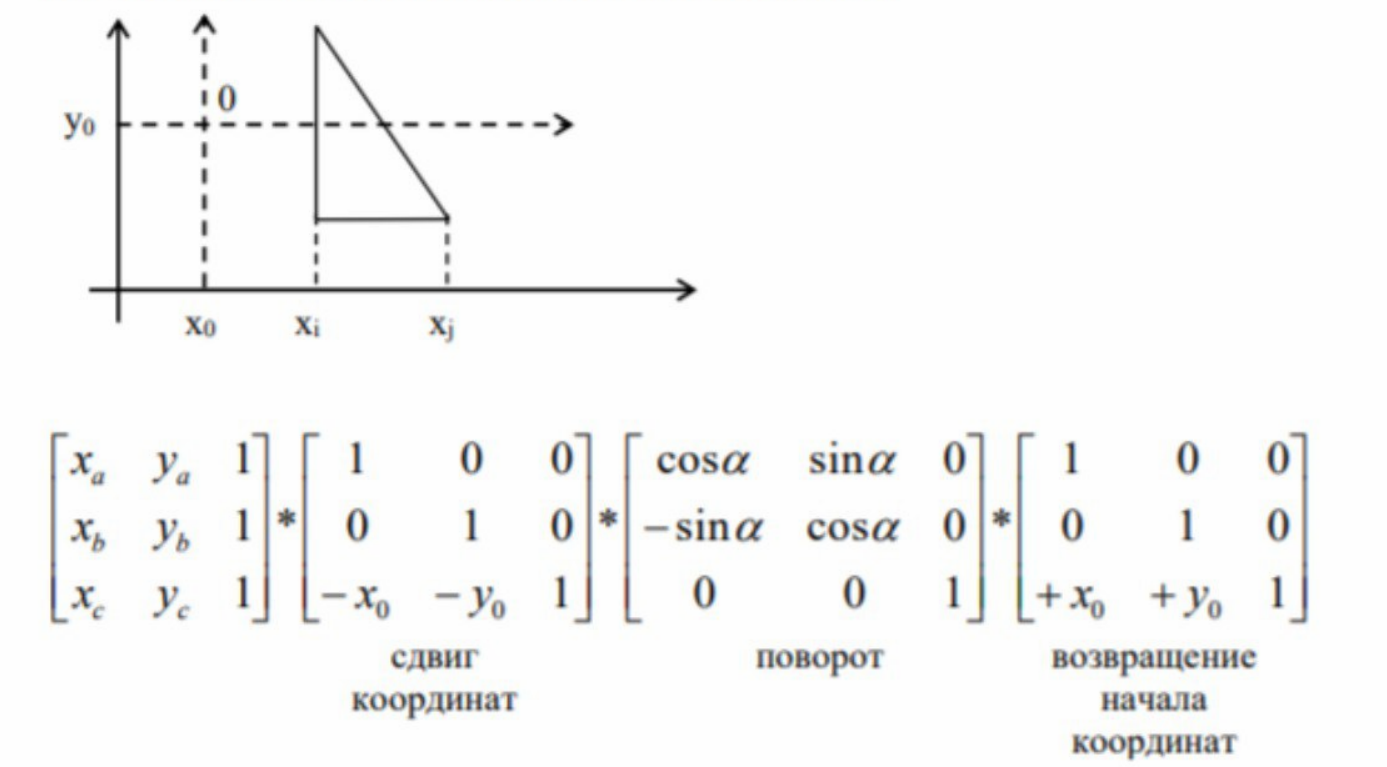 0
y₀
x₀ xᵢ xⱼ
[xₐ yₐ 1] [1 0 0] [cosα sinα 0] [1 0 0]
[x_b y_b 1] * [0 1 0] * [−sinα cosα 0] * [0 1 0]
[x_c y_c 1] [−x₀ −y₀ 1] [0 0 1] [+x₀ +y₀ 1]
сдвиг поворот возвращение
координат начала
координат